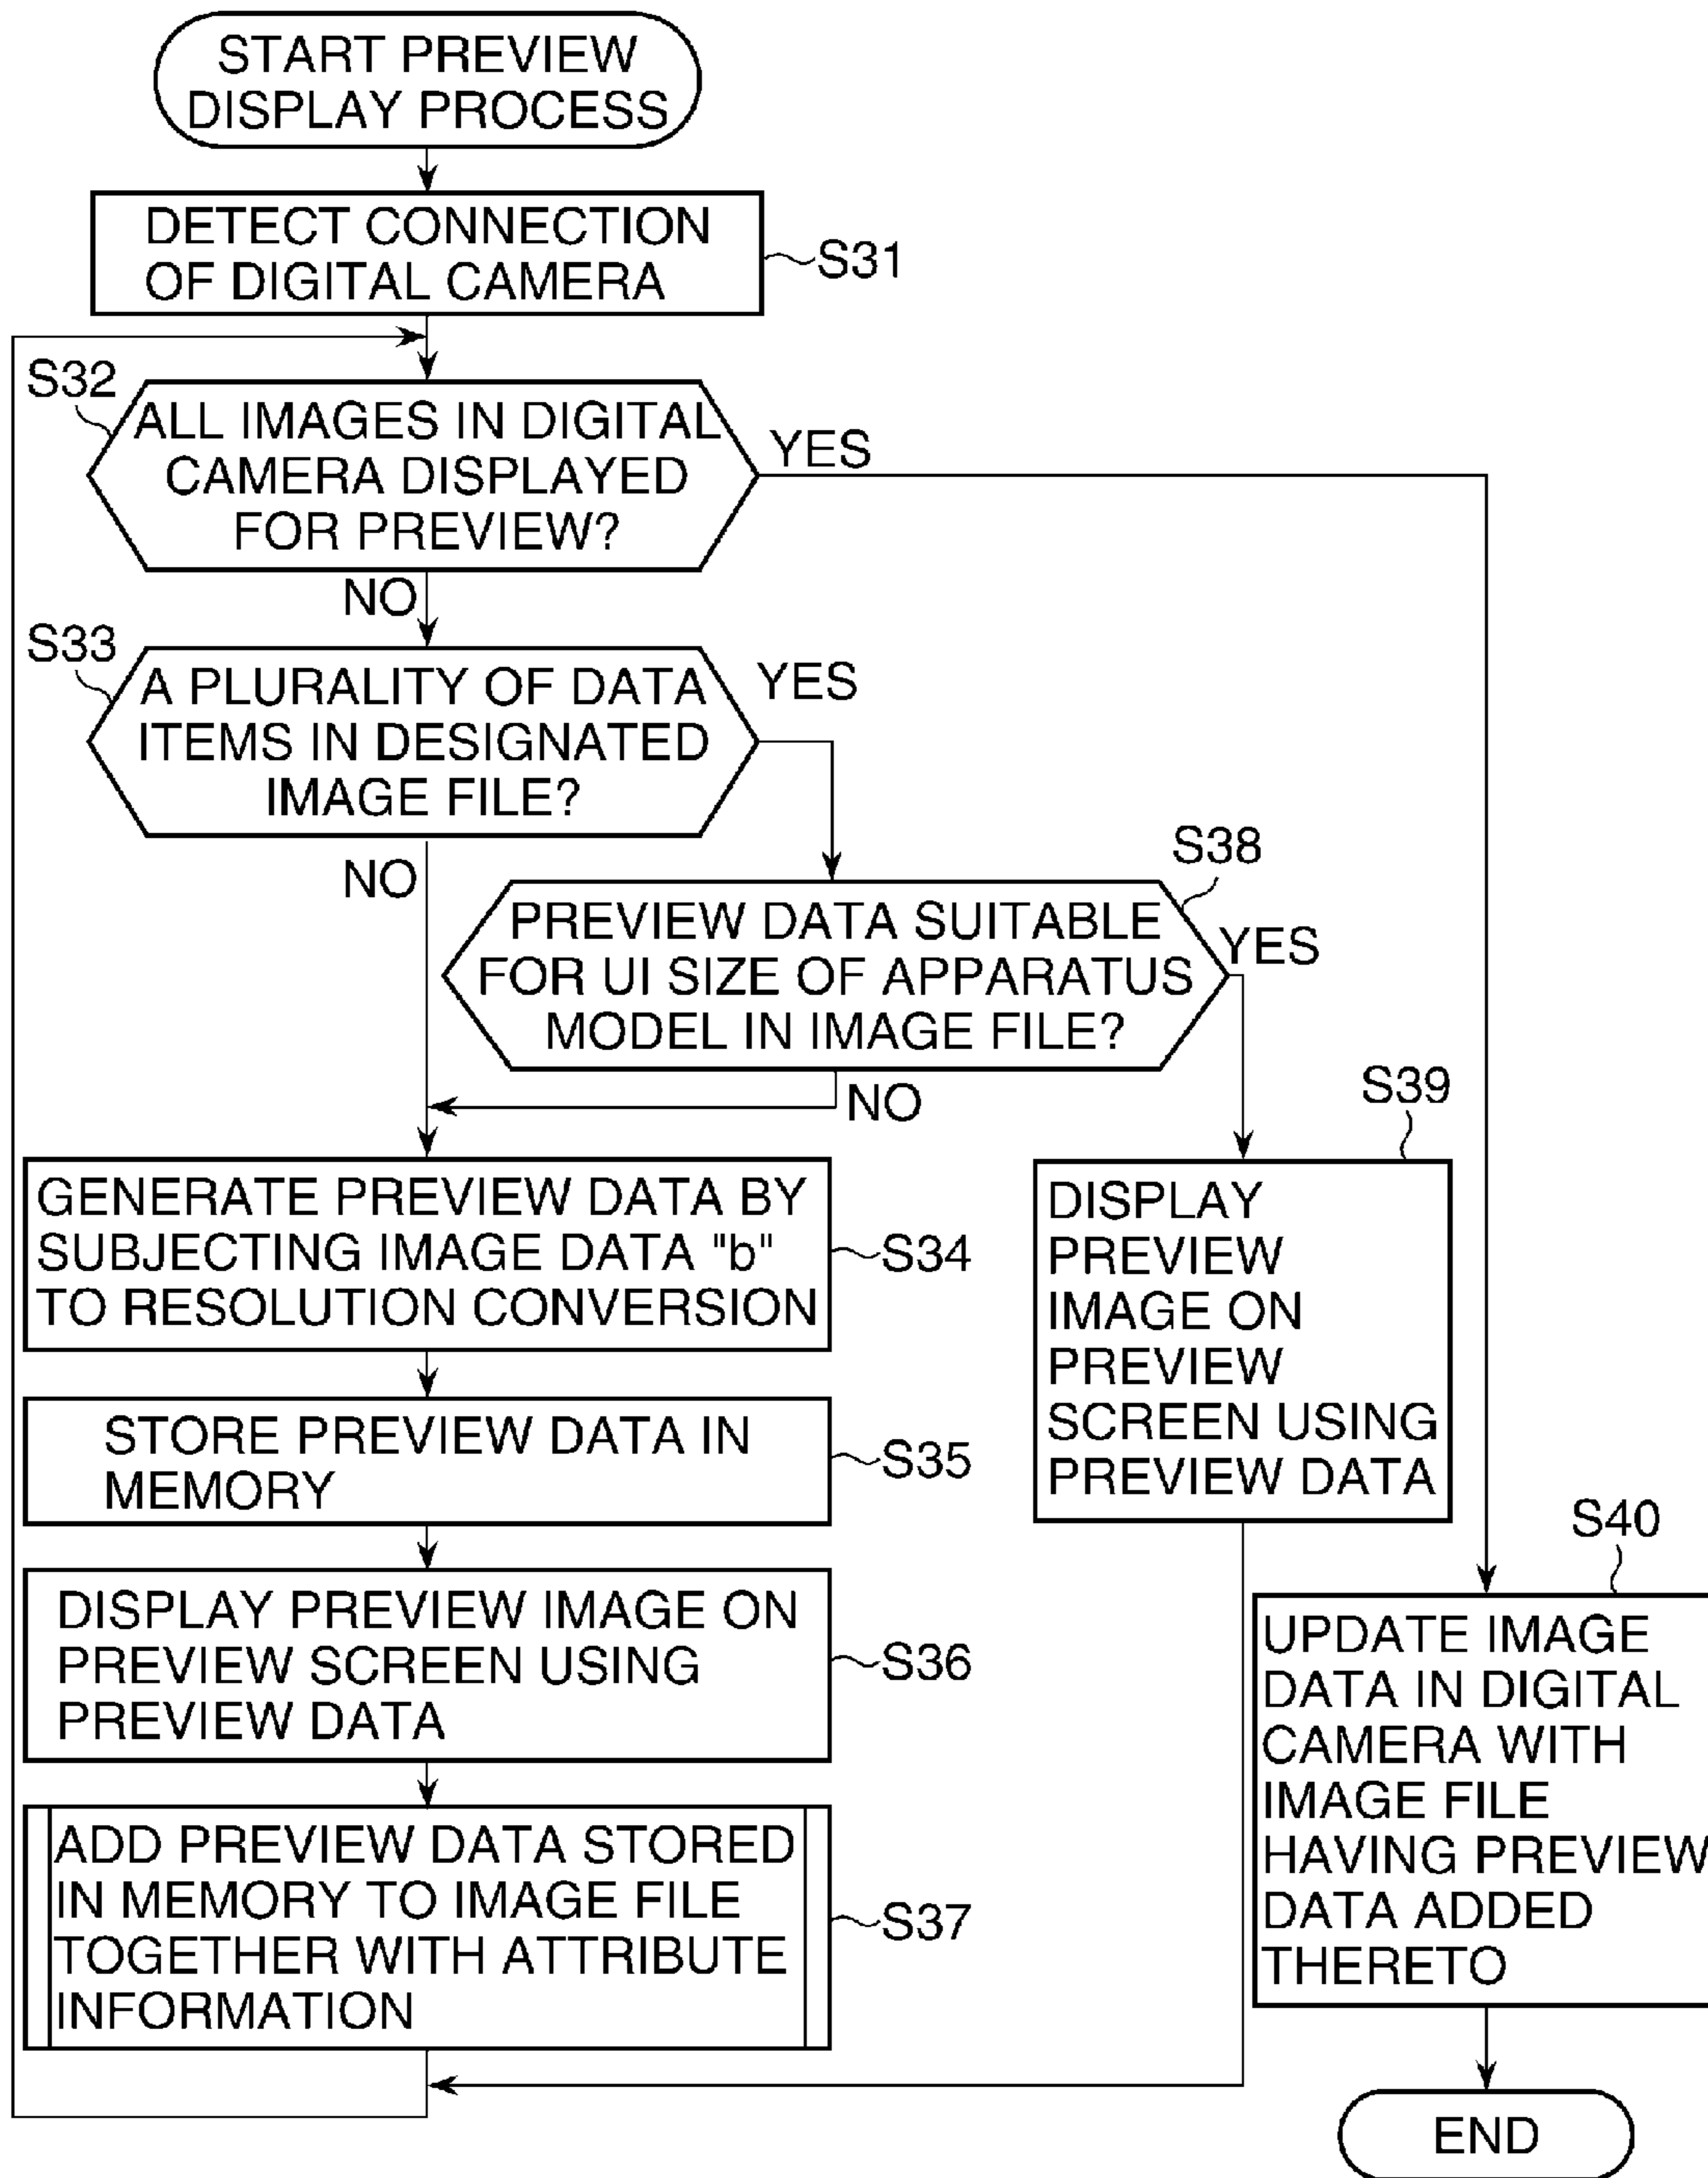 START PREVIEW
DISPLAY PROCESS
DETECT CONNECTION
OF DIGITAL CAMERA
S31
S32
ALL IMAGES IN DIGITAL
CAMERA DISPLAYED
FOR PREVIEW?
YES
NO
S33
A PLURALITY OF DATA
ITEMS IN DESIGNATED
IMAGE FILE?
YES
NO
S38
PREVIEW DATA SUITABLE
FOR UI SIZE OF APPARATUS
MODEL IN IMAGE FILE?
YES
NO
GENERATE PREVIEW DATA BY
SUBJECTING IMAGE DATA "b"
TO RESOLUTION CONVERSION
S34
STORE PREVIEW DATA IN
MEMORY
S35
DISPLAY PREVIEW IMAGE ON
PREVIEW SCREEN USING
PREVIEW DATA
S36
ADD PREVIEW DATA STORED
IN MEMORY TO IMAGE FILE
TOGETHER WITH ATTRIBUTE
INFORMATION
S37
S39
DISPLAY
PREVIEW
IMAGE ON
PREVIEW
SCREEN USING
PREVIEW DATA
S40
UPDATE IMAGE
DATA IN DIGITAL
CAMERA WITH
IMAGE FILE
HAVING PREVIEW
DATA ADDED
THERETO
END